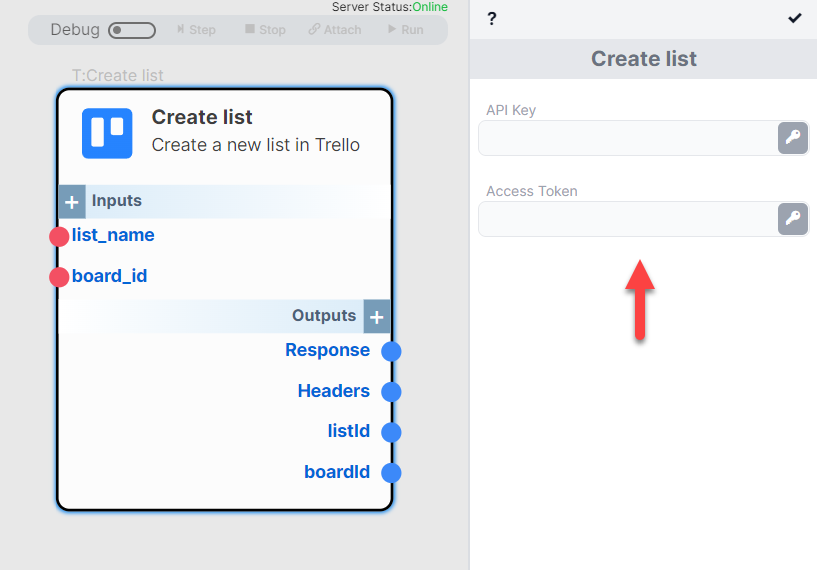 Server Status:Online
Debug Step Stop Attach Run
T:Create list
Create list
Create a new list in Trello
+ Inputs
list_name
board_id
Outputs +
Response
Headers
listId
boardId
?
Create list
API Key
Access Token